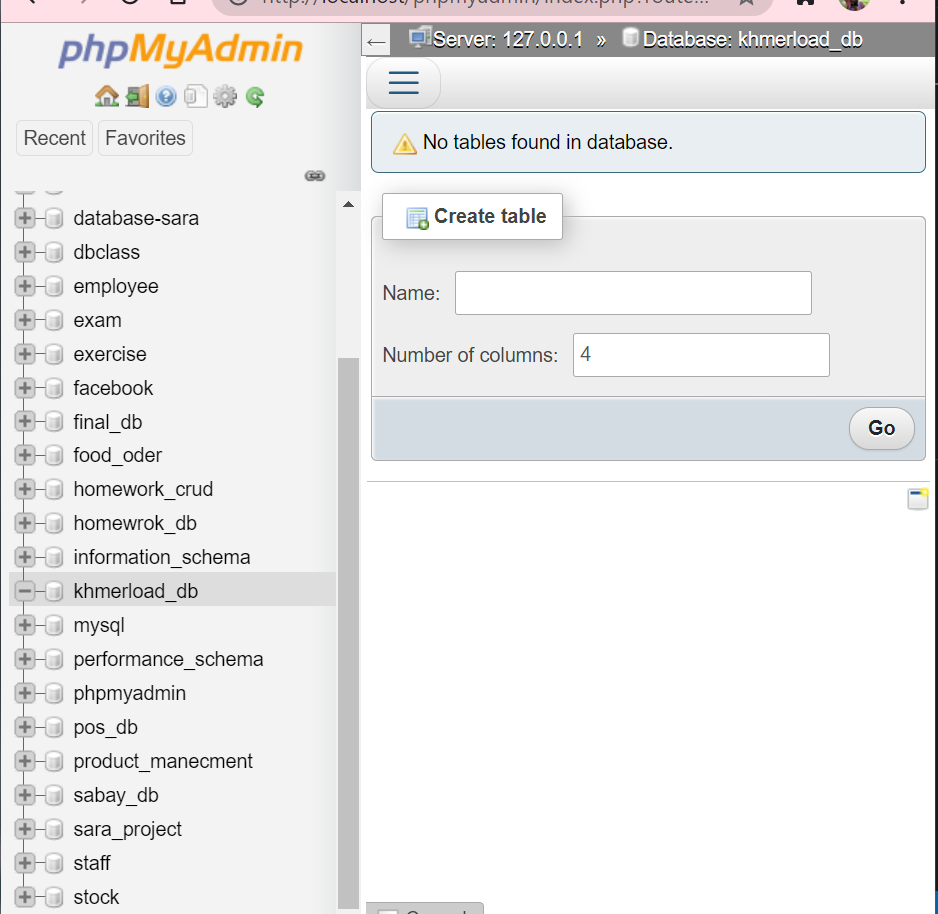 http://localhost/phpmyadmin/index.php?route...
phpMyAdmin
Recent
Favorites
database-sara
dbclass
employee
exam
exercise
facebook
final_db
food_oder
homework_crud
homewrok_db
information_schema
khmerload_db
mysql
performance_schema
phpmyadmin
pos_db
product_manecment
sabay_db
sara_project
staff
stock
Server: 127.0.0.1 » Database: khmerload_db
No tables found in database.
Create table
Name:
Number of columns: 4
Go